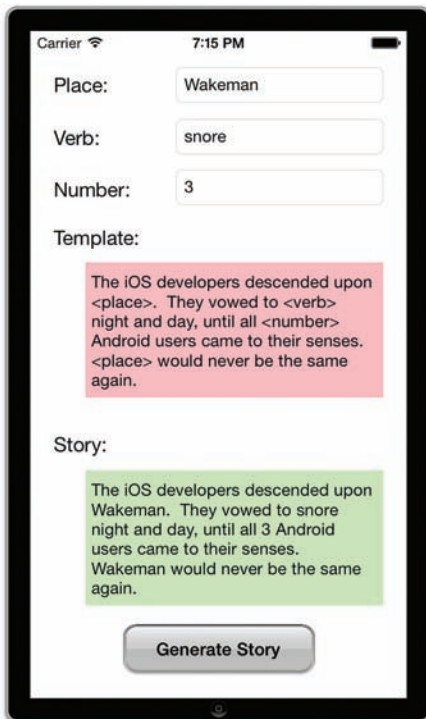 Carrier 7:15 PM
Place: Wakeman
Verb: snore
Number: 3
Template:
The iOS developers descended upon
<place>. They vowed to <verb>
night and day, until all <number>
Android users came to their senses.
<place> would never be the same
again.
Story:
The iOS developers descended upon
Wakeman. They vowed to snore
night and day, until all 3 Android
users came to their senses.
Wakeman would never be the same
again.
Generate Story